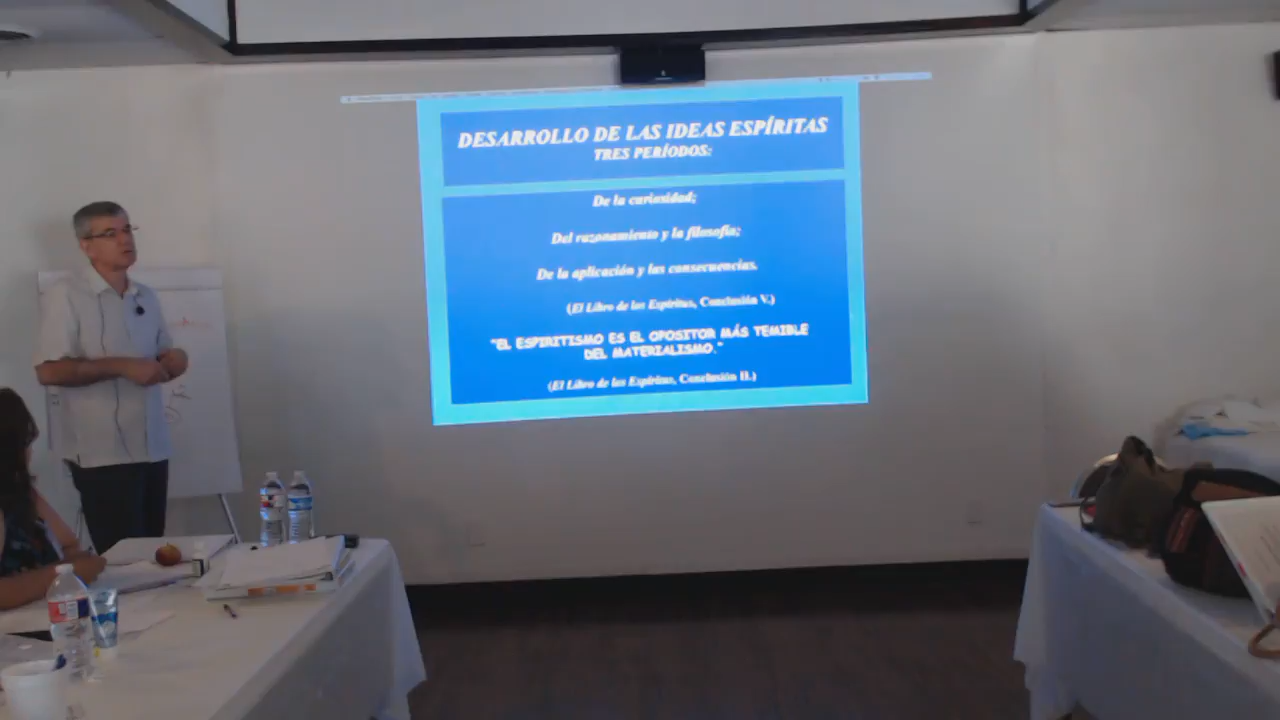 DESARROLLO DE LAS IDEAS ESPÍRITAS
TRES PERÍODOS:
De la curiosidad;
Del razonamiento y la filosofía;
De la aplicación y las consecuencias.
(El Libro de los Espíritus, Conclusión V.)
"EL ESPIRITISMO ES EL OPOSITOR MÁS TEMIBLE
DEL MATERIALISMO."
(El Libro de los Espíritus, Conclusión II.)